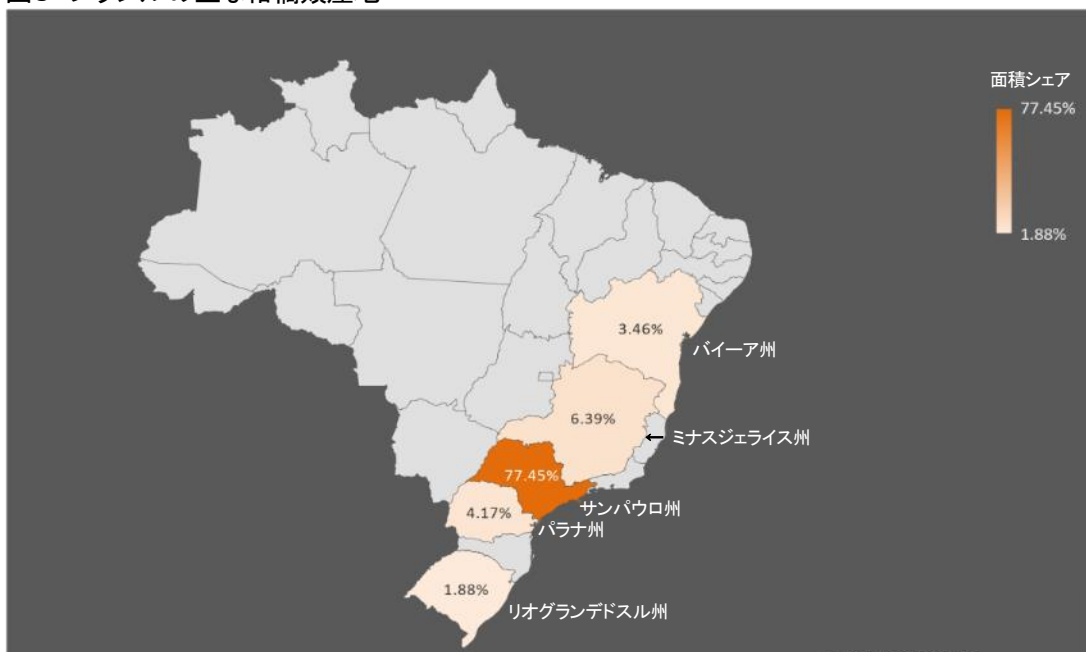 面積シェア
77.45%
1.88%
3.46%
バイーア州
6.39%
ミナスジェライス州
77.45%
サンパウロ州
4.17%
パラナ州
1.88%
リオグランデドスル州